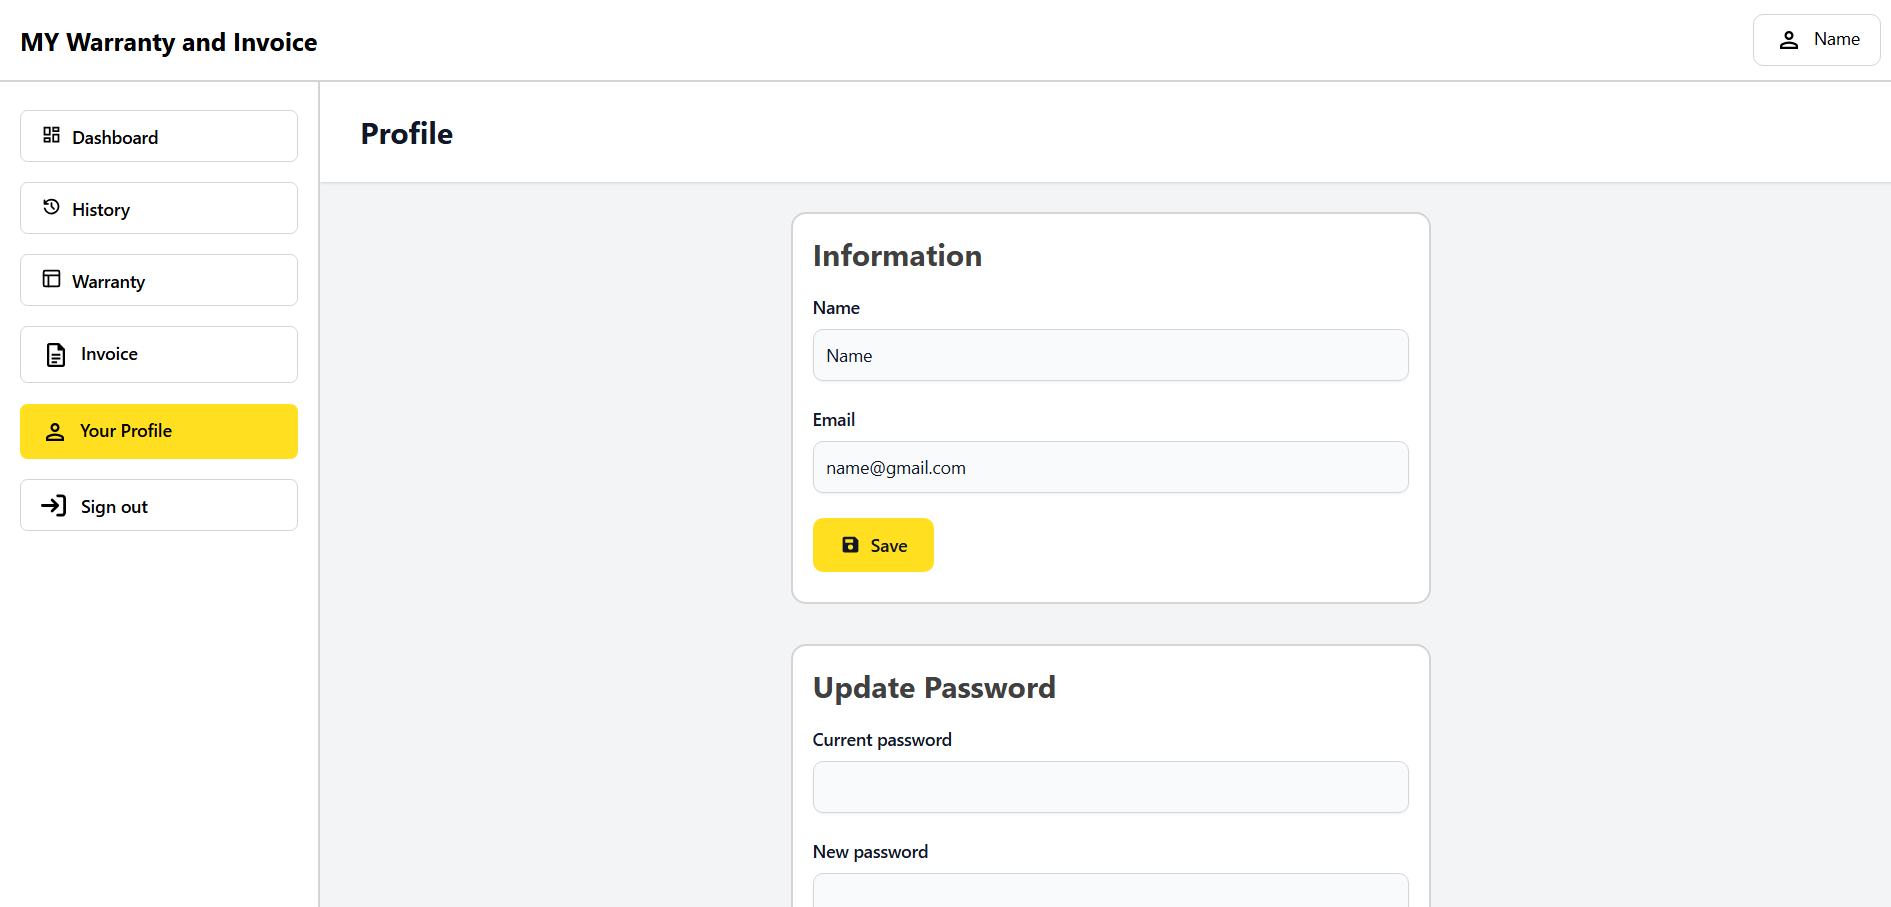 MY Warranty and Invoice
Name
Dashboard
History
Warranty
Invoice
Your Profile
Sign out
Profile
Information
Name
Name
Email
name@gmail.com
Save
Update Password
Current password
New password